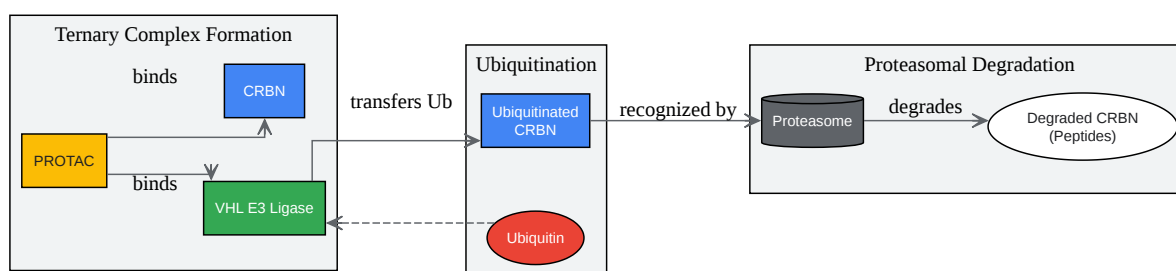 Ternary Complex Formation
binds
CRBN
PROTAC
binds
VHL E3 Ligase
transfers Ub
Ubiquitination
Ubiquitinated
CRBN
Ubiquitin
recognized by
Proteasomal Degradation
Proteasome
degrades
Degraded CRBN
(Peptides)